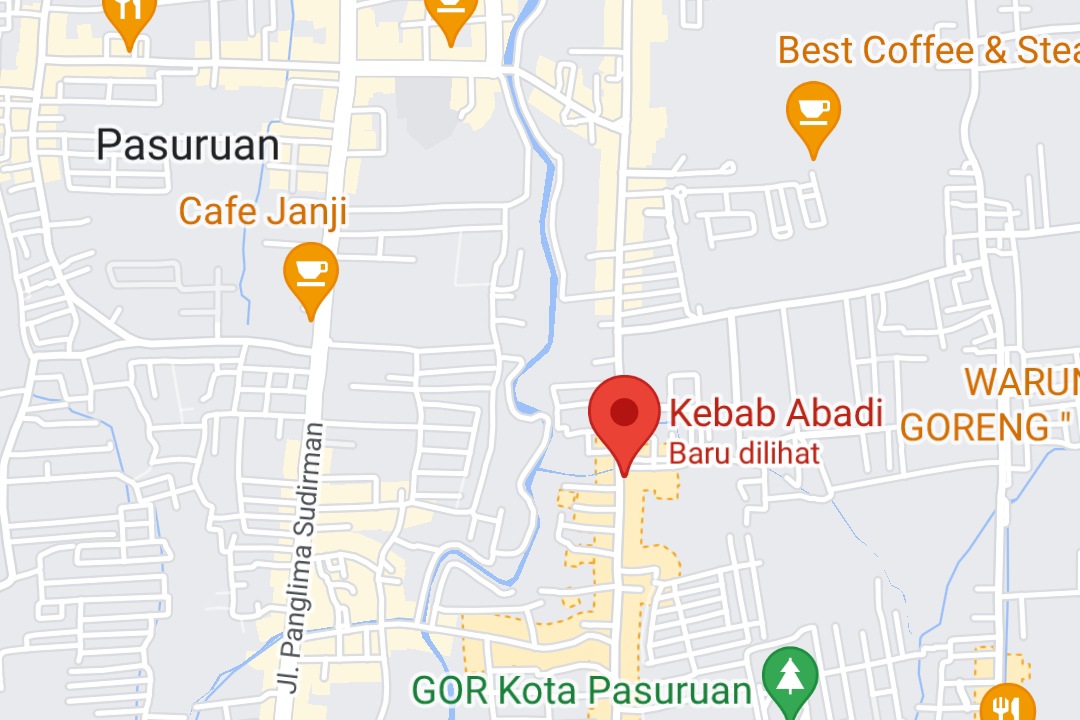 Best Coffee & Stea
Pasuruan
Cafe Janji
WARUN
GORENG "
Kebab Abadi
Baru dilihat
Jl. Panglima Sudirman
GOR Kota Pasuruan